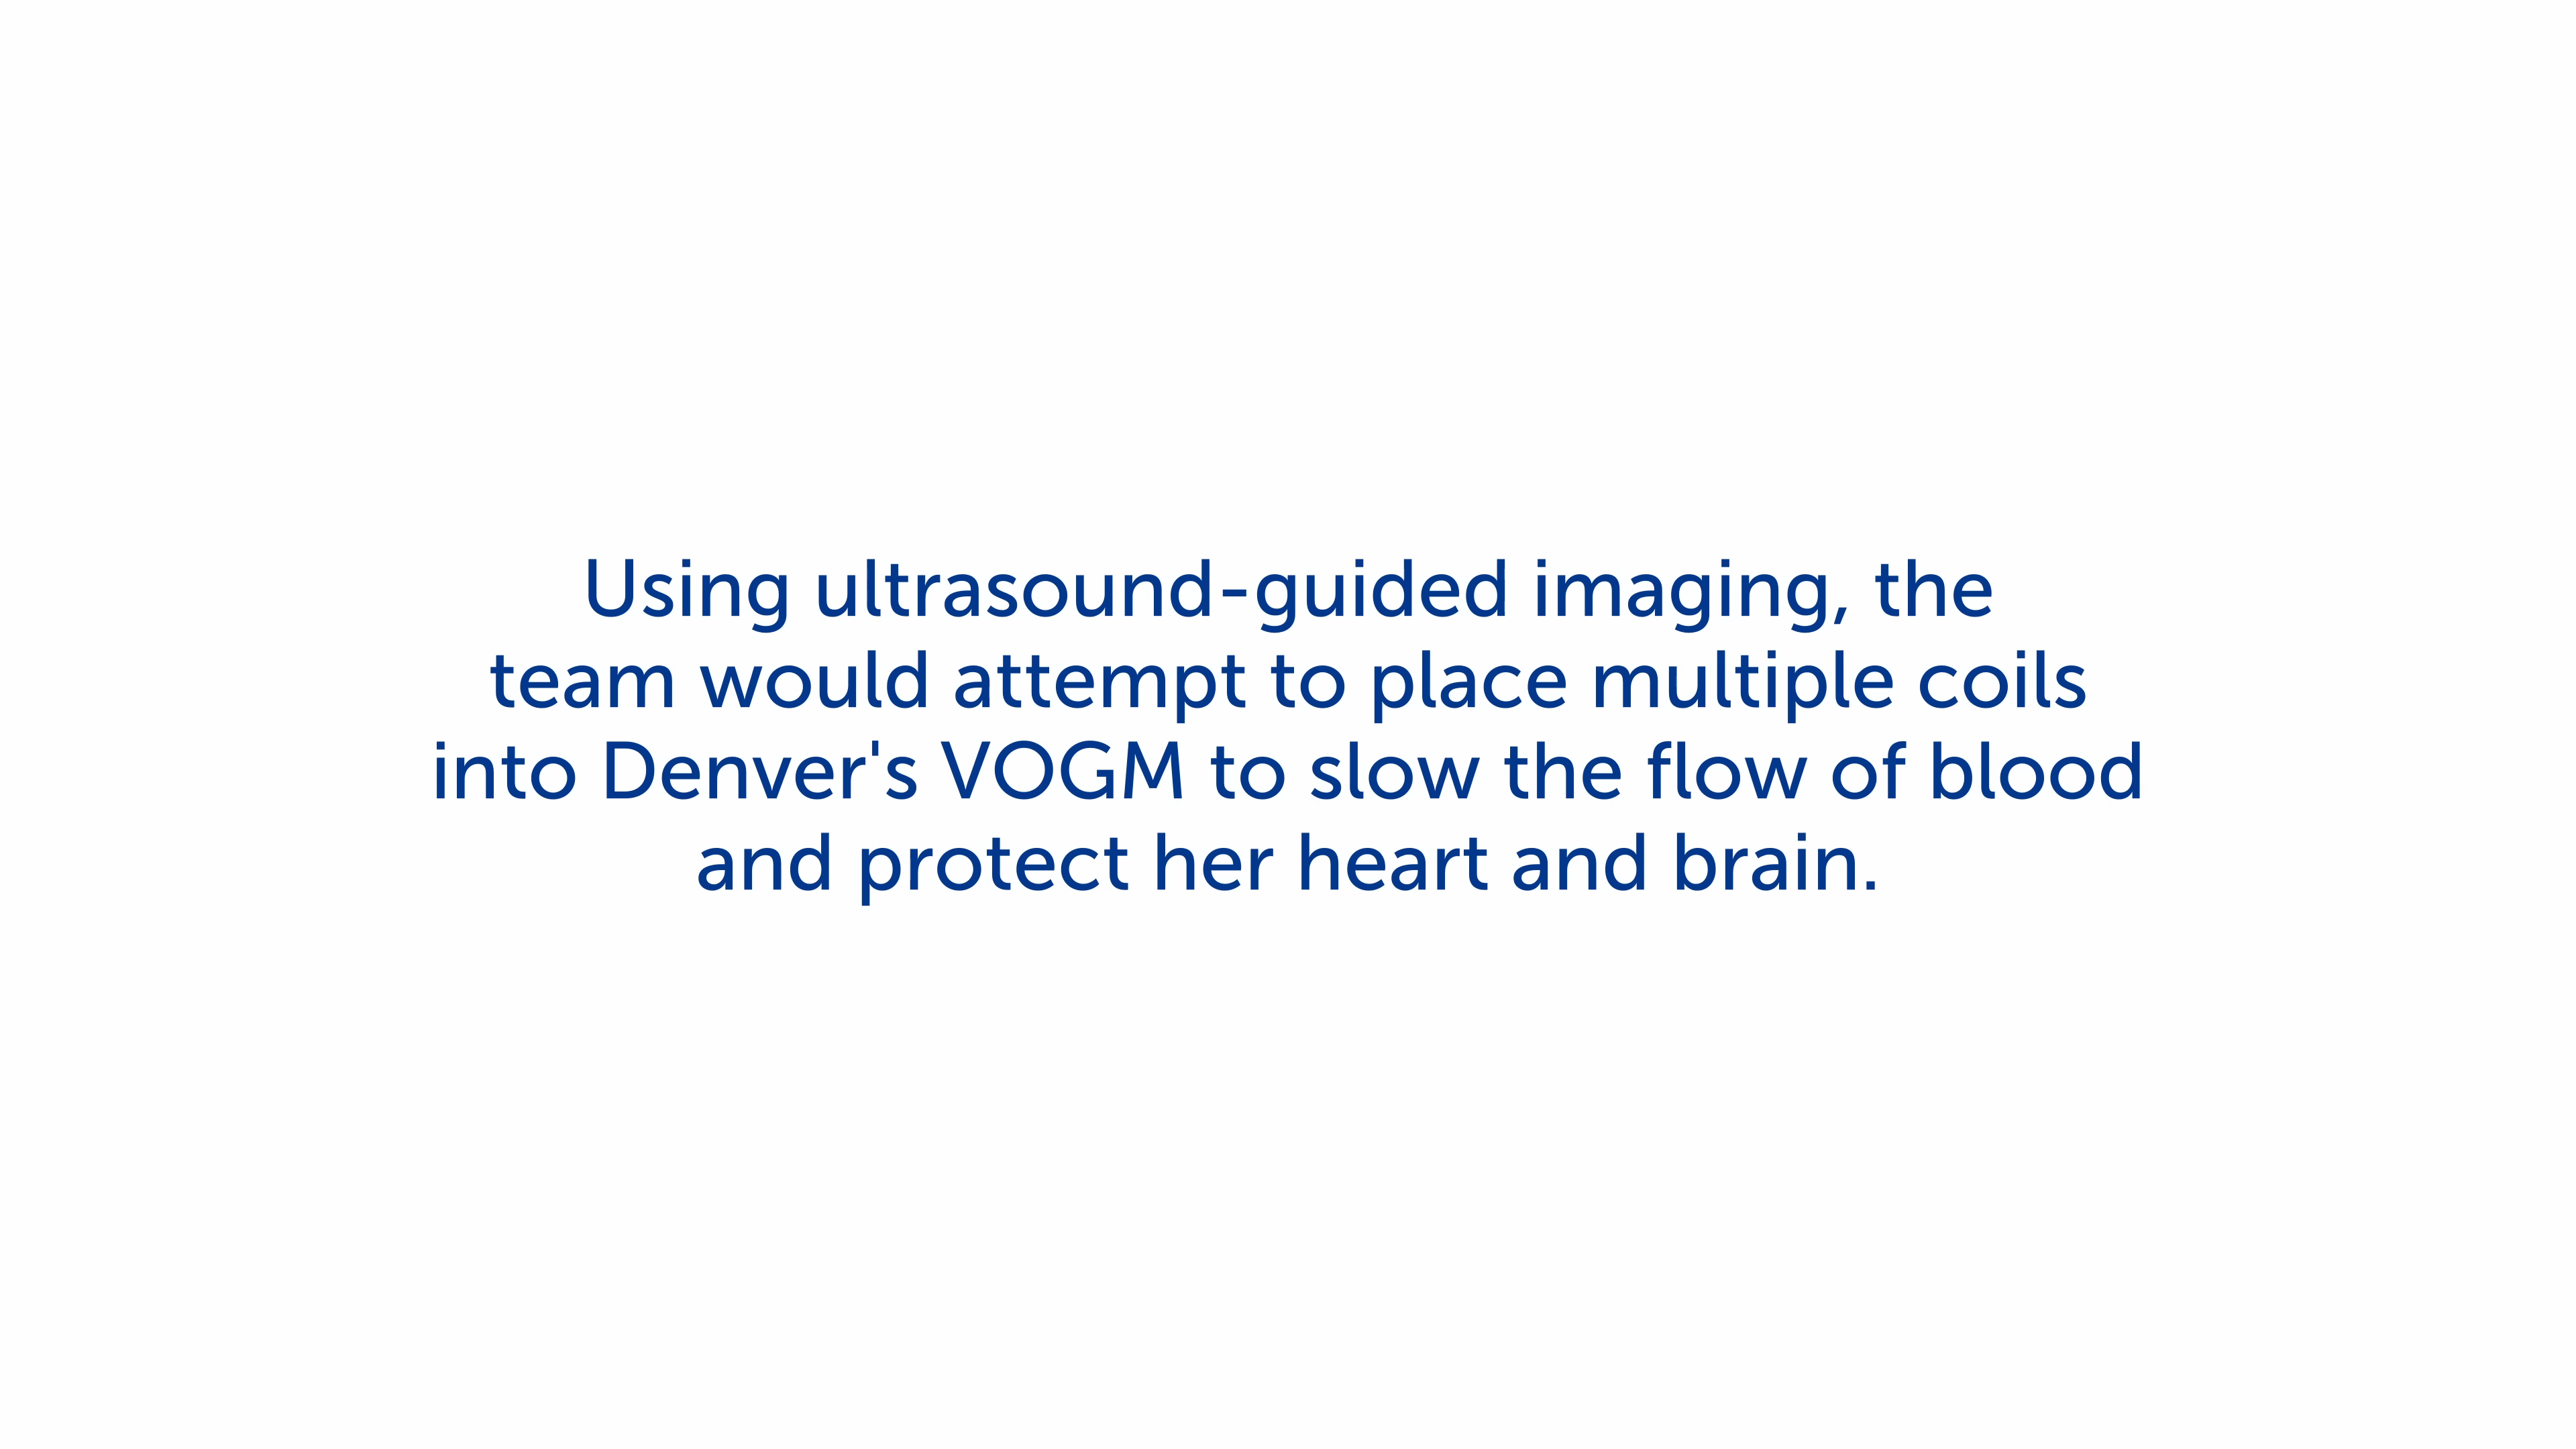 Using ultrasound-guided imaging, the
team would attempt to place multiple coils
into Denver's VOGM to slow the flow of blood
and protect her heart and brain.